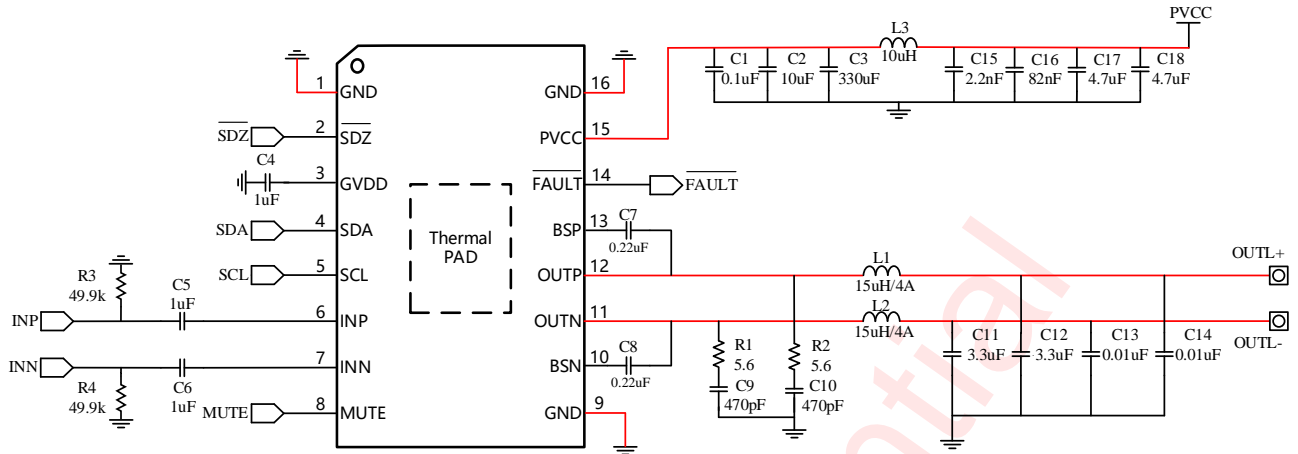 PVCC
L3
10uH
C1
0.1uF
C2
10uF
C3
330uF
C15
2.2nF
C16
82nF
C17
4.7uF
C18
4.7uF
1
GND
16
GND
SDZ
2
SDZ
15
PVCC
C4
1uF
3
GVDD
14
FAULT
FAULT
SDA
4
SDA
13
BSP
C7
0.22uF
Thermal
PAD
SCL
5
SCL
12
OUTP
L1
15uH/4A
OUTL+
R3
49.9k
C5
1uF
INP
6
INP
11
OUTN
L2
15uH/4A
OUTL-
INN
7
INN
10
BSN
C8
0.22uF
R4
49.9k
C6
1uF
MUTE
8
MUTE
9
GND
R1
5.6
R2
5.6
C9
470pF
C10
470pF
C11
3.3uF
C12
3.3uF
C13
0.01uF
C14
0.01uF
ntial